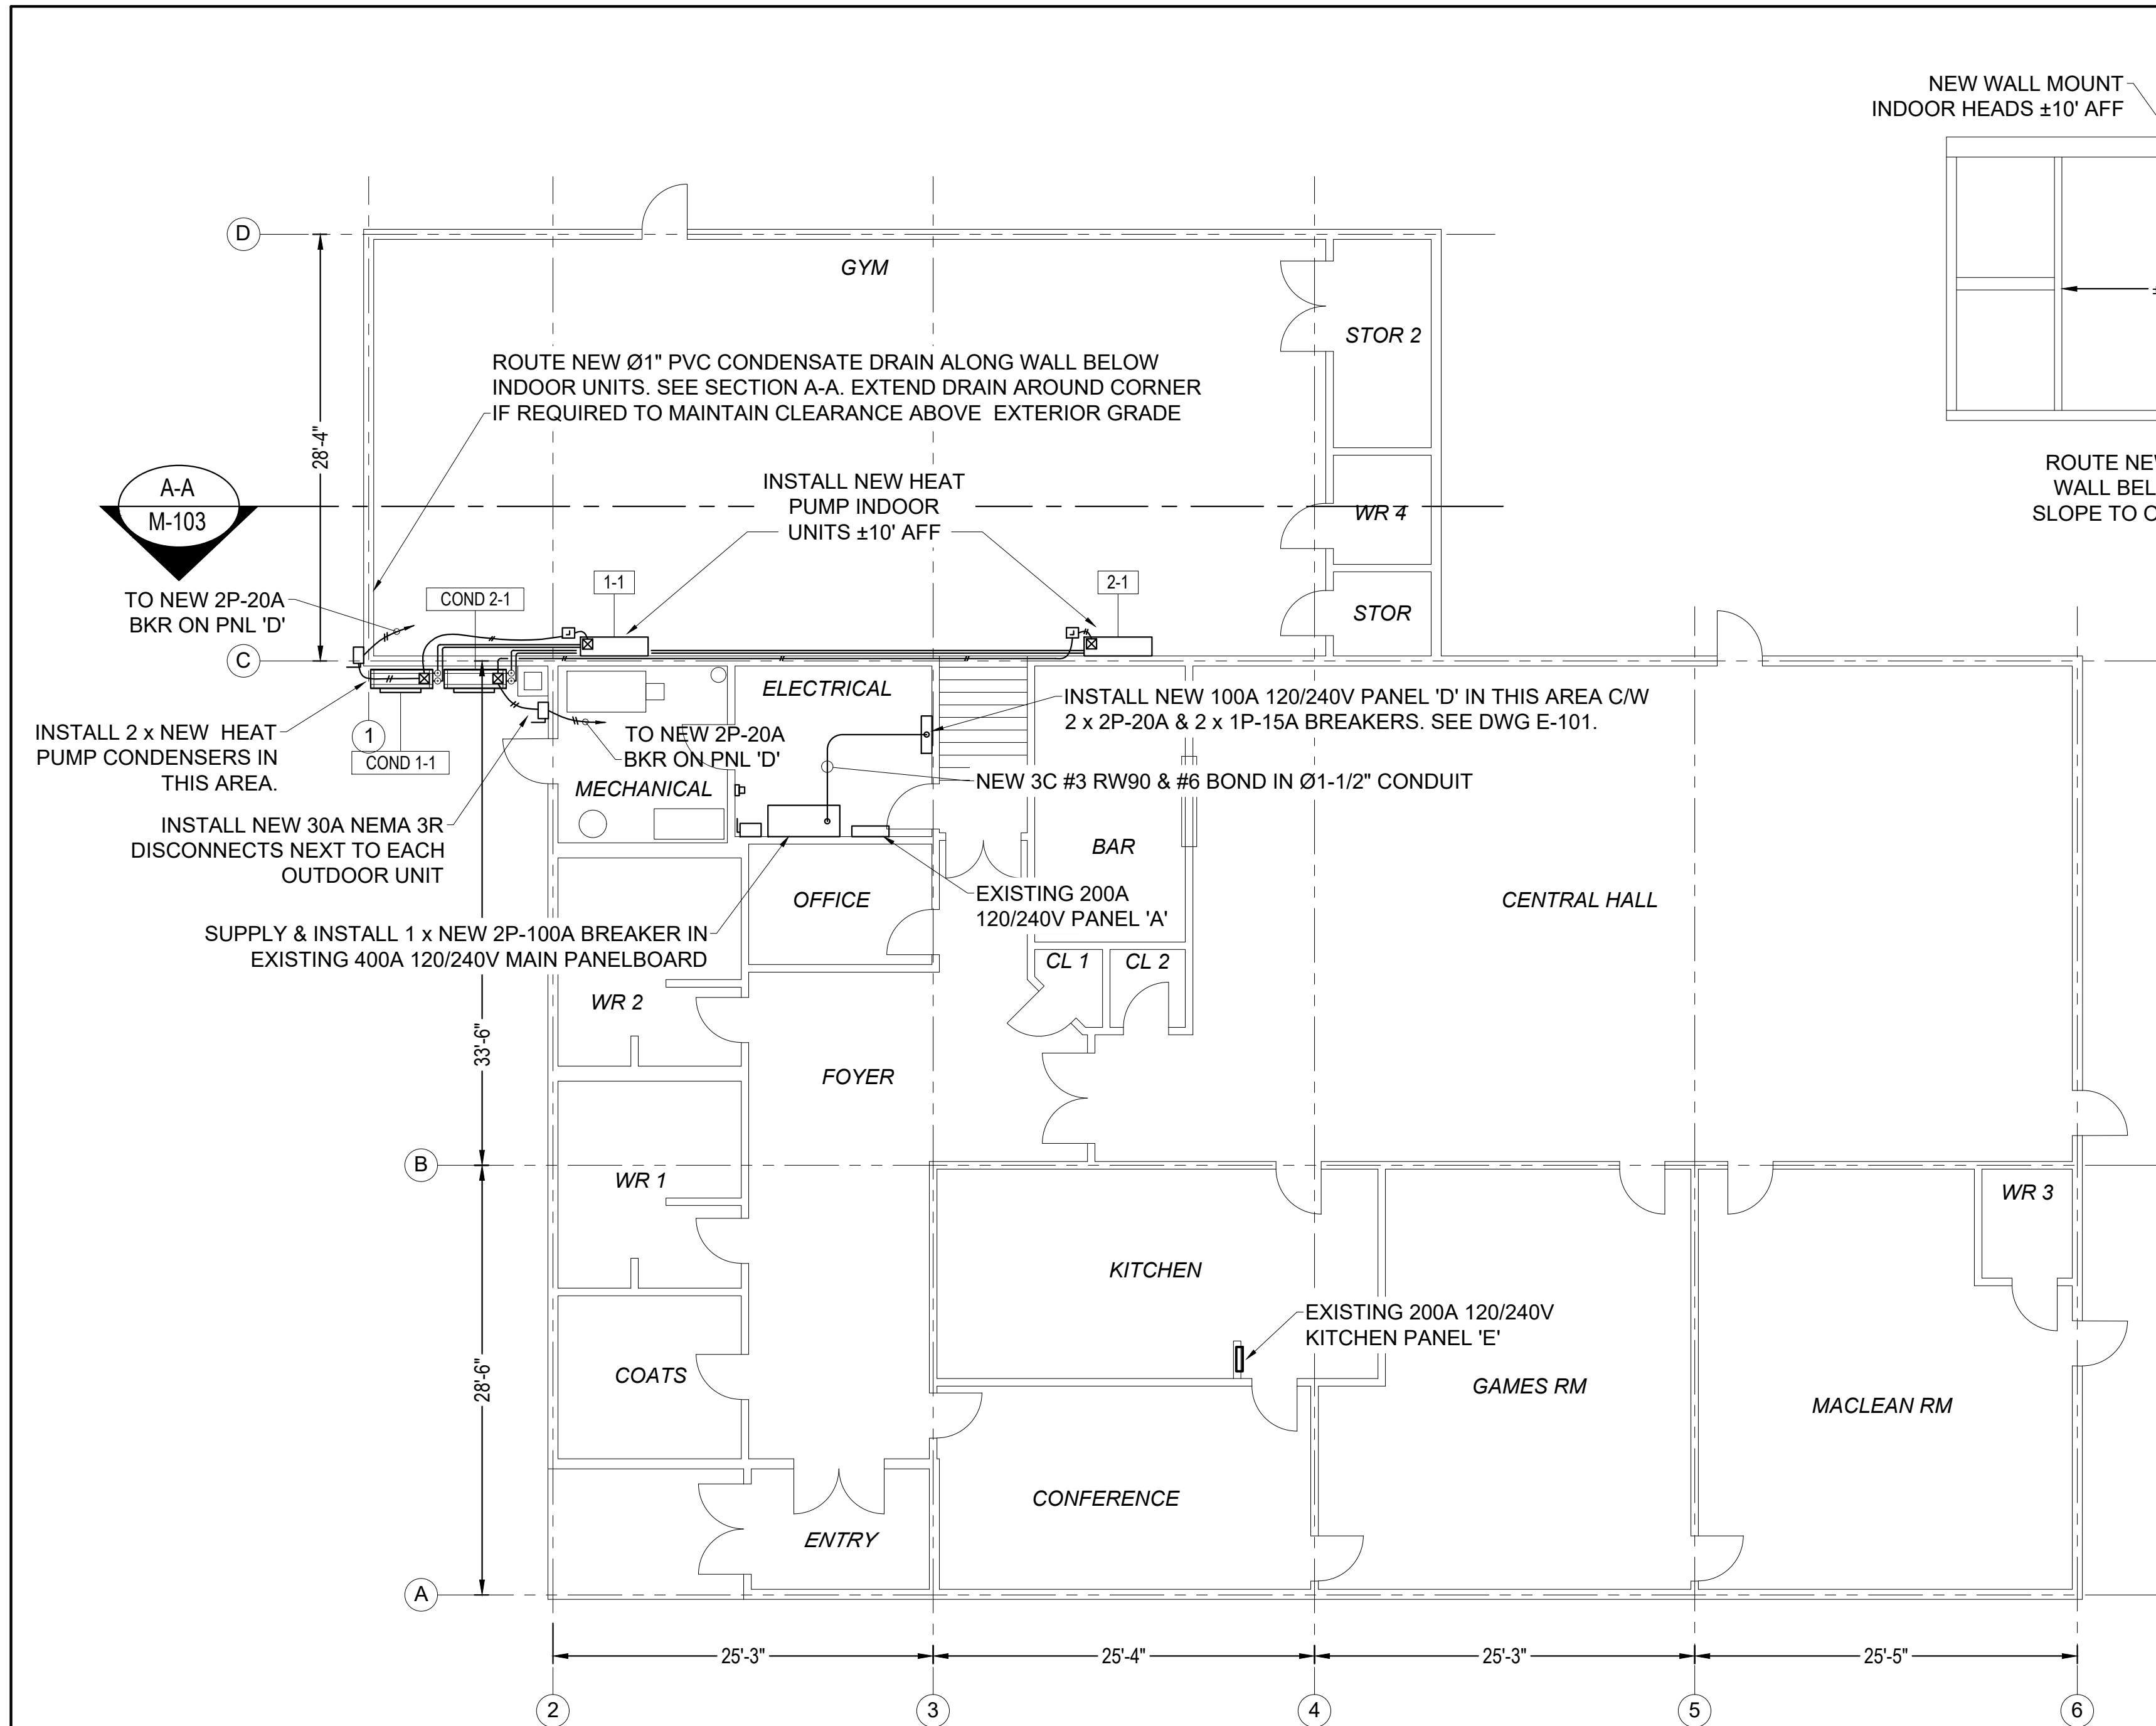 NEW WALL MOUNT
INDOOR HEADS ±10' AFF
D
GYM
STOR 2
ROUTE NEW Ø1" PVC CONDENSATE DRAIN ALONG WALL BELOW
INDOOR UNITS. SEE SECTION A-A. EXTEND DRAIN AROUND CORNER
IF REQUIRED TO MAINTAIN CLEARANCE ABOVE EXTERIOR GRADE
28'-4"
A-A
M-103
INSTALL NEW HEAT
PUMP INDOOR
UNITS ±10' AFF
WR 4
ROUTE NE
WALL BEL
SLOPE TO
TO NEW 2P-20A
BKR ON PNL 'D'
COND 2-1
1-1
2-1
STOR
C
ELECTRICAL
INSTALL NEW 100A 120/240V PANEL 'D' IN THIS AREA C/W
2 x 2P-20A & 2 x 1P-15A BREAKERS. SEE DWG E-101.
INSTALL 2 x NEW HEAT
PUMP CONDENSERS IN
THIS AREA.
1
COND 1-1
TO NEW 2P-20A
BKR ON PNL 'D'
MECHANICAL
NEW 3C #3 RW90 & #6 BOND IN Ø1-1/2" CONDUIT
INSTALL NEW 30A NEMA 3R
DISCONNECTS NEXT TO EACH
OUTDOOR UNIT
BAR
OFFICE
EXISTING 200A
120/240V PANEL 'A'
CENTRAL HALL
SUPPLY & INSTALL 1 x NEW 2P-100A BREAKER IN
EXISTING 400A 120/240V MAIN PANELBOARD
CL 1
CL 2
WR 2
33'-6"
FOYER
B
WR 1
WR 3
KITCHEN
EXISTING 200A 120/240V
KITCHEN PANEL 'E'
28'-6"
COATS
GAMES RM
MACLEAN RM
CONFERENCE
ENTRY
A
25'-3"
25'-4"
25'-3"
25'-5"
2
3
4
5
6